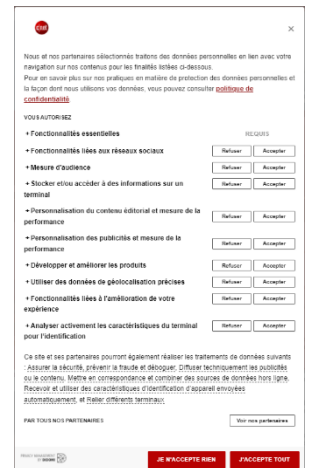 ×
Nous et nos partenaires sélectionnés traitons des données personnelles en lien avec votre
navigation sur nos contenus pour les finalités listées ci-dessous.
Pour en savoir plus sur nos pratiques en matière de protection des données personnelles et
la façon dont nous utilisons vos données, vous pouvez consulter politique de
confidentialité.
VOUS AUTORISEZ
+ Fonctionnalités essentielles REQUIS
+ Fonctionnalités liées aux réseaux sociaux Refuser Accepter
+ Mesure d'audience Refuser Accepter
+ Stocker et/ou accéder à des informations sur un Refuser Accepter
terminal
+ Personnalisation du contenu éditorial et mesure de la Refuser Accepter
performance
+ Personnalisation des publicités et mesure de la Refuser Accepter
performance
+ Développer et améliorer les produits Refuser Accepter
+ Utiliser des données de géolocalisation précises Refuser Accepter
+ Fonctionnalités liées à l'amélioration de votre Refuser Accepter
expérience
+ Analyser activement les caractéristiques du terminal Refuser Accepter
pour l'identification
Ce site et ses partenaires pourront également réaliser les traitements de données suivants
: Assurer la sécurité, prévenir la fraude et déboguer, Diffuser techniquement les publicités
ou le contenu, Mettre en correspondance et combiner des sources de données hors ligne,
Recevoir et utiliser des caractéristiques d'identification d'appareil envoyées
automatiquement, et Relier différents terminaux.
PAR TOUS NOS PARTENAIRES Voir nos partenaires
JE N'ACCEPTE RIEN J'ACCEPTE TOUT